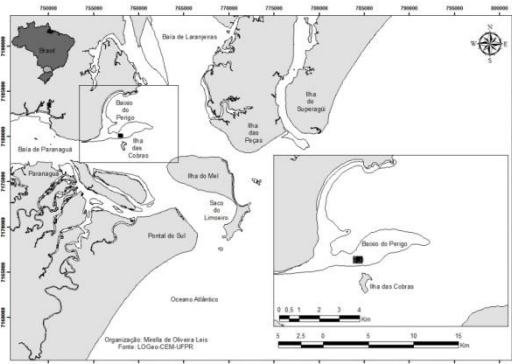 750000 755000 760000 765000 770000 775000 780000 785000 790000 800000
Baía de Laranjeiras
Brasil
N
W E
S
Ilha
de
Superagüi
Baixo
do
Perigo
Ilha
das
Peças
Ilha
das
Cobras
Baía de Paranaguá
Paranaguá
Ilha do Mel
Saco
do
Limoeiro
Pontal do Sul
Baixo do Perigo
Ilha das Cobras
Oceano Atlântico
0 0,5 1 2 3 4
Km
Organização: Mirella de Oliveira Leis
Fonte: LOGeo-CEM-UFPR
5 2,5 0 5 10 15
Km